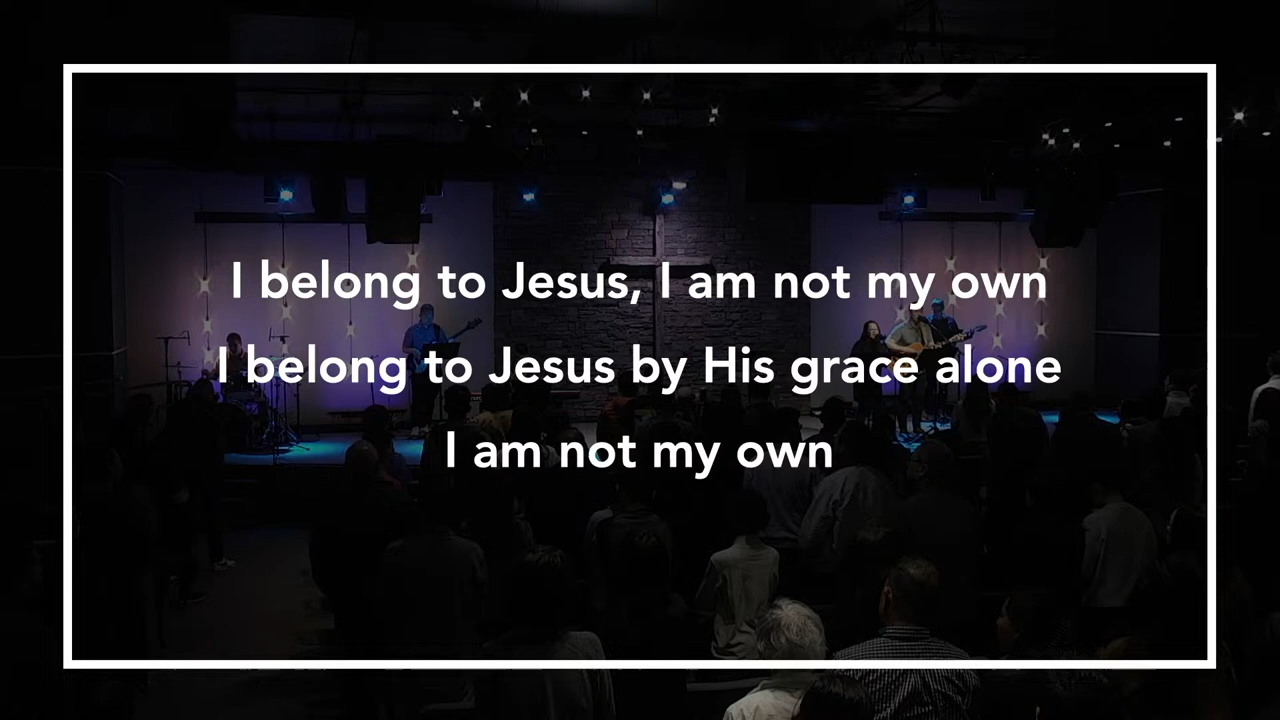 I belong to Jesus, I am not my own
I belong to Jesus by His grace alone
I am not my own